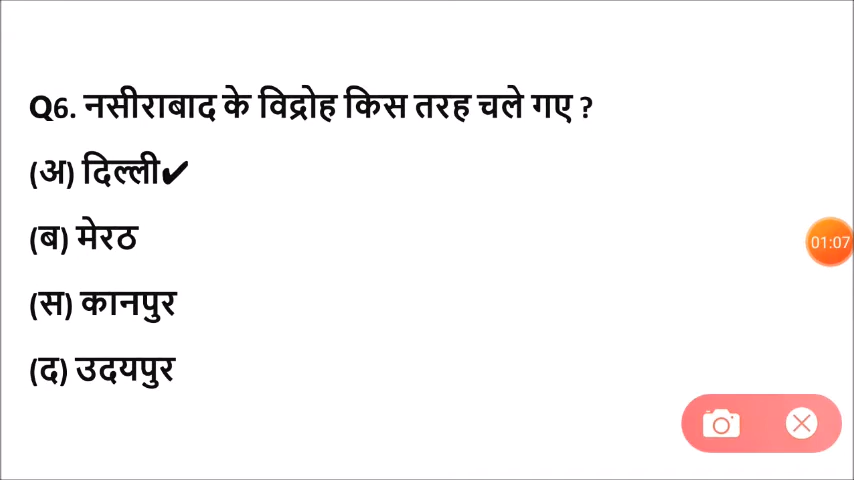 Q6. नसीराबाद के विद्रोह किस तरह चले गए ?
(अ) दिल्ली✔
(ब) मेरठ
(स) कानपुर
(द) उदयपुर
01:07